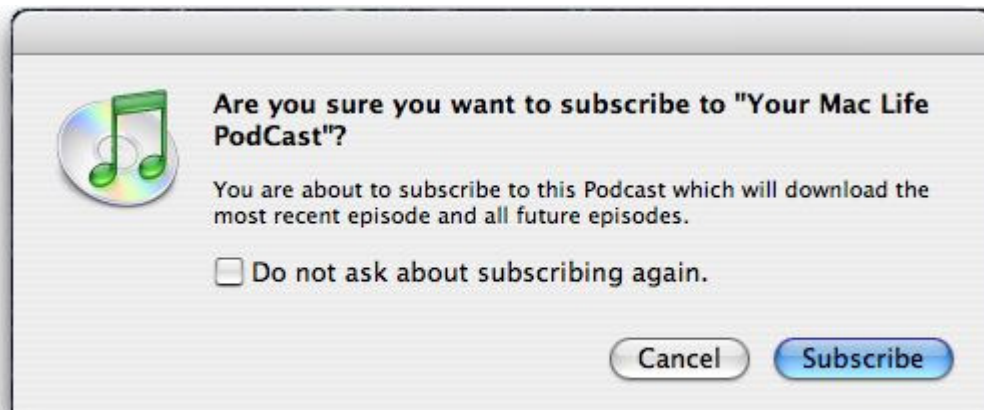 Are you sure you want to subscribe to "Your Mac Life
PodCast"?
You are about to subscribe to this Podcast which will download the
most recent episode and all future episodes.
Do not ask about subscribing again.
Cancel
Subscribe